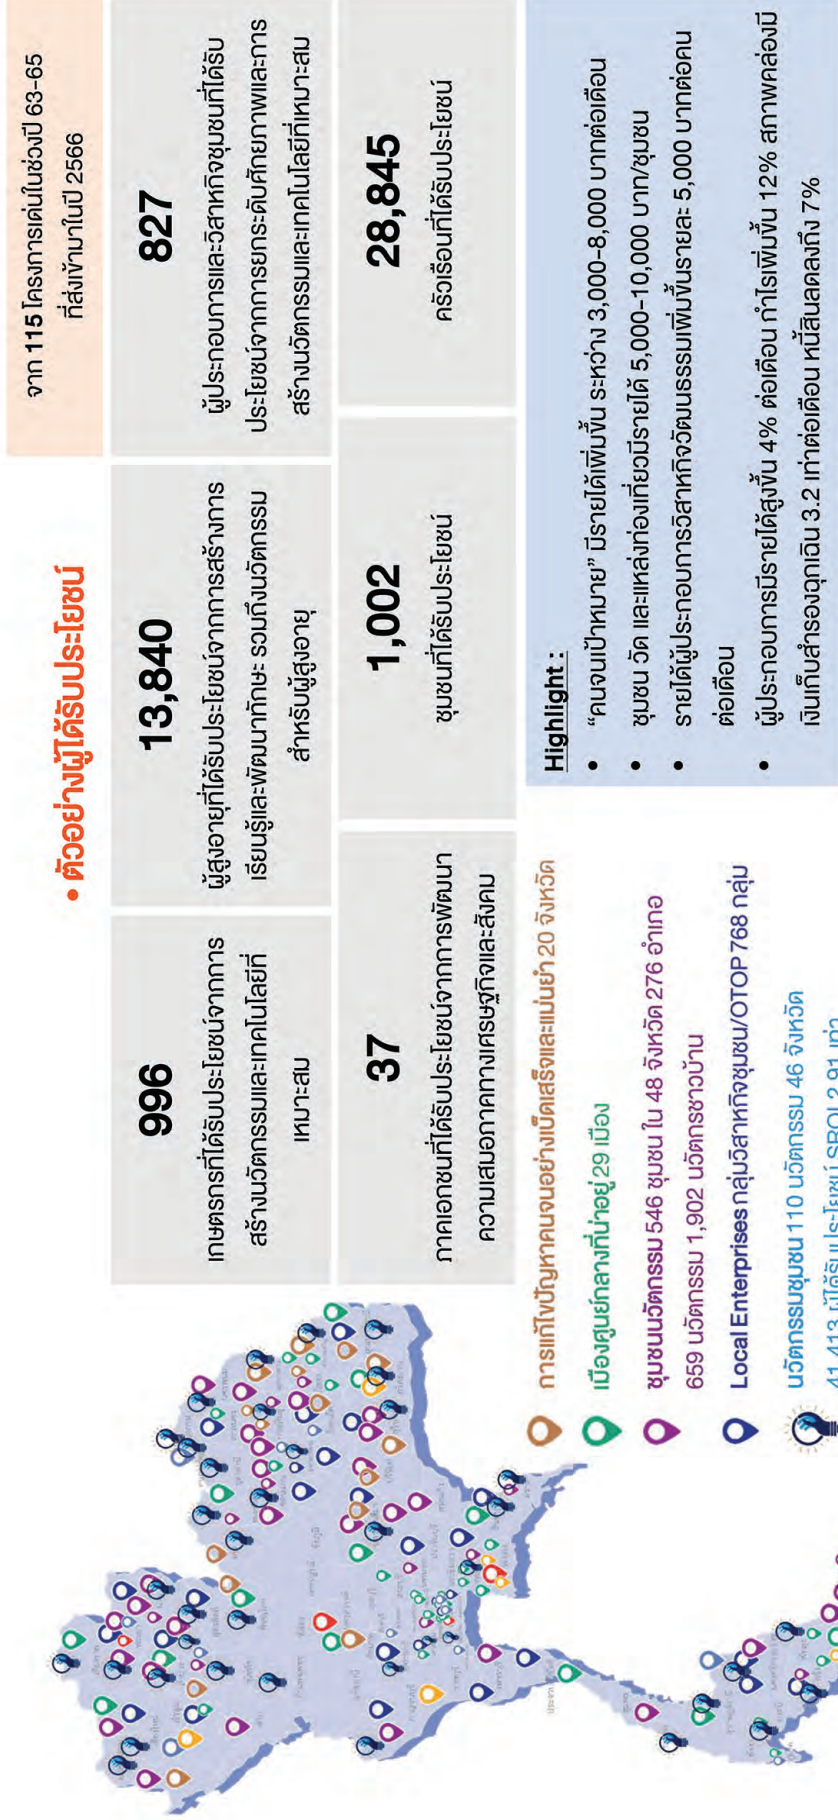 • ตัวอย่างผู้ได้รับประโยชน์
จาก 115 โครงการเด่นในช่วงปี 63-65
ที่ส่งเข้ามาในปี 2566
996
เกษตรกรที่ได้รับประโยชน์จากการ
สร้างนวัตกรรมและเทคโนโลยีที่
เหมาะสม
13,840
ผู้สูงอายุที่ได้รับประโยชน์จากการสร้างการ
เรียนรู้และพัฒนาทักษะ รวมถึงนวัตกรรม
สำหรับผู้สูงอายุ
827
ผู้ประกอบการและวิสาหกิจชุมชนที่ได้รับ
ประโยชน์จากการยกระดับศักยภาพและการ
สร้างนวัตกรรมและเทคโนโลยีที่เหมาะสม
37
ภาคเอกชนที่ได้รับประโยชน์จากการพัฒนา
ความเสมอภาคทางเศรษฐกิจและสังคม
1,002
ชุมชนที่ได้รับประโยชน์
28,845
ครัวเรือนที่ได้รับประโยชน์
การแก้ไขปัญหาคนจนอย่างเบ็ดเสร็จและแม่นยำ 20 จังหวัด
เมืองศูนย์กลางที่น่าอยู่ 29 เมือง
ชุมชนนวัตกรรม 546 ชุมชน ใน 48 จังหวัด 276 อำเภอ
659 นวัตกรรม 1,902 นวัตกรชาวบ้าน
Local Enterprises กลุ่มวิสาหกิจชุมชน/OTOP 768 กลุ่ม
นวัตกรรมชุมชน 110 นวัตกรรม 46 จังหวัด
41,413 ผู้ได้รับประโยชน์ SROI 2.91 เท่า
Highlight :
• “คนจนเป้าหมาย” มีรายได้เพิ่มขึ้น ระหว่าง 3,000-8,000 บาทต่อเดือน
• ชุมชน วัด และแหล่งท่องเที่ยวมีรายได้ 5,000-10,000 บาท/ชุมชน
• รายได้ผู้ประกอบการวิสาหกิจวัฒนธรรมเพิ่มขึ้นรายละ 5,000 บาทต่อคน
ต่อเดือน
• ผู้ประกอบการมีรายได้สูงขึ้น 4% ต่อเดือน กำไรเพิ่มขึ้น 12% สภาพคล่องมี
เงินเก็บสำรองฉุกเฉิน 3.2 เท่าต่อเดือน หนี้สินลดลงถึง 7%